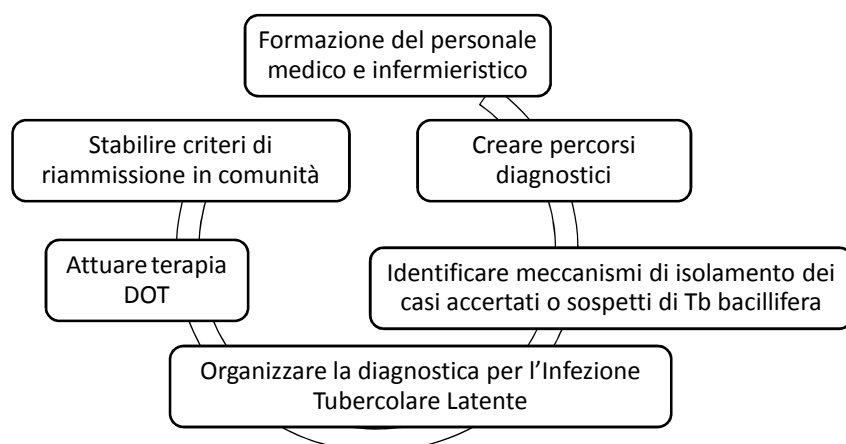 Formazione del personale
medico e infermieristico
Creare percorsi
diagnostici
Identificare meccanismi di isolamento dei
casi accertati o sospetti di Tb bacillifera
Organizzare la diagnostica per l’Infezione
Tubercolare Latente
Attuare terapia
DOT
Stabilire criteri di
riammissione in comunità